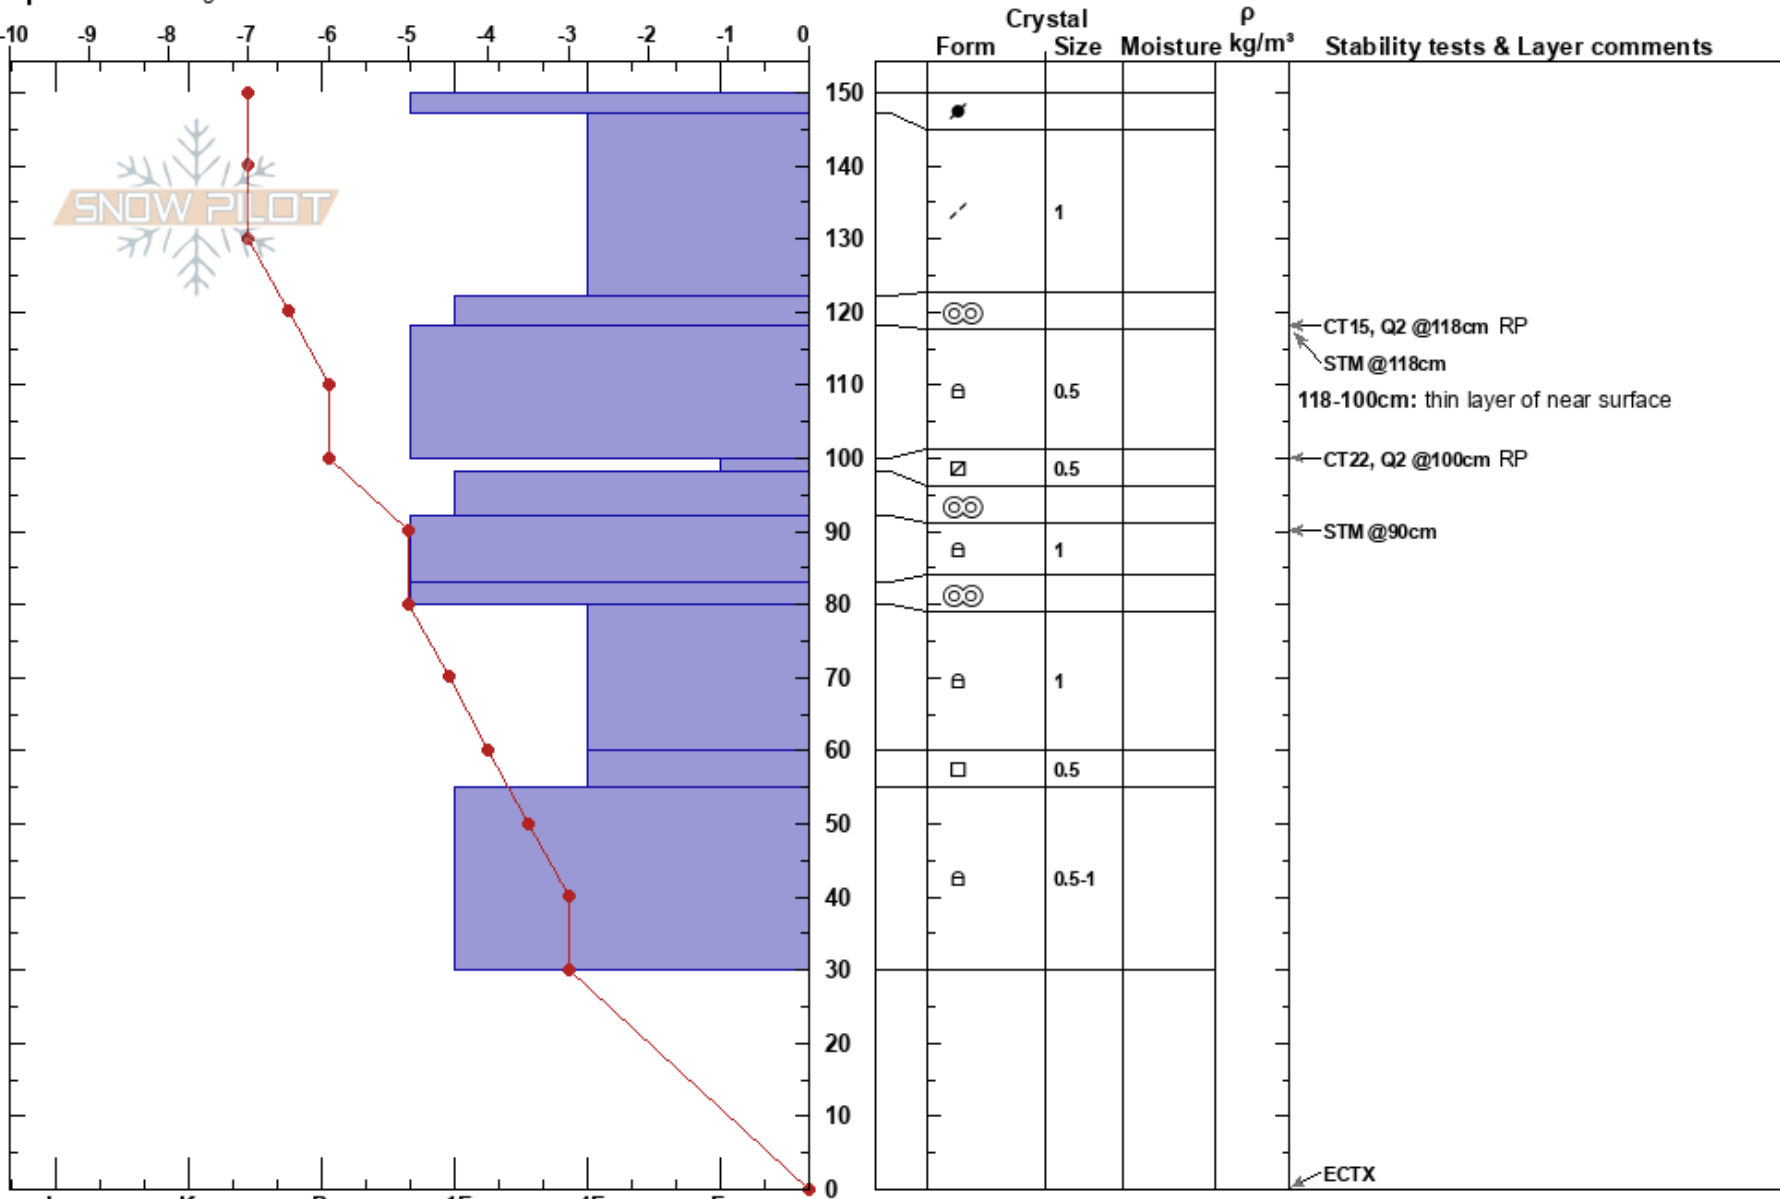 Crystal ρ
-10 -9 -8 -7 -6 -5 -4 -3 -2 -1 0 Form Size Moisture kg/m³ Stability tests & Layer comments
150
140
SNOW PILOT
1
130
120
CT15, Q2 @118cm RP
STM @118cm
110 0.5
118-100cm: thin layer of near surface
100 0.5 CT22, Q2 @100cm RP
90 STM @90cm
1
80
70 1
60
0.5
50
40 0.5-1
30
20
10
ECTX
0